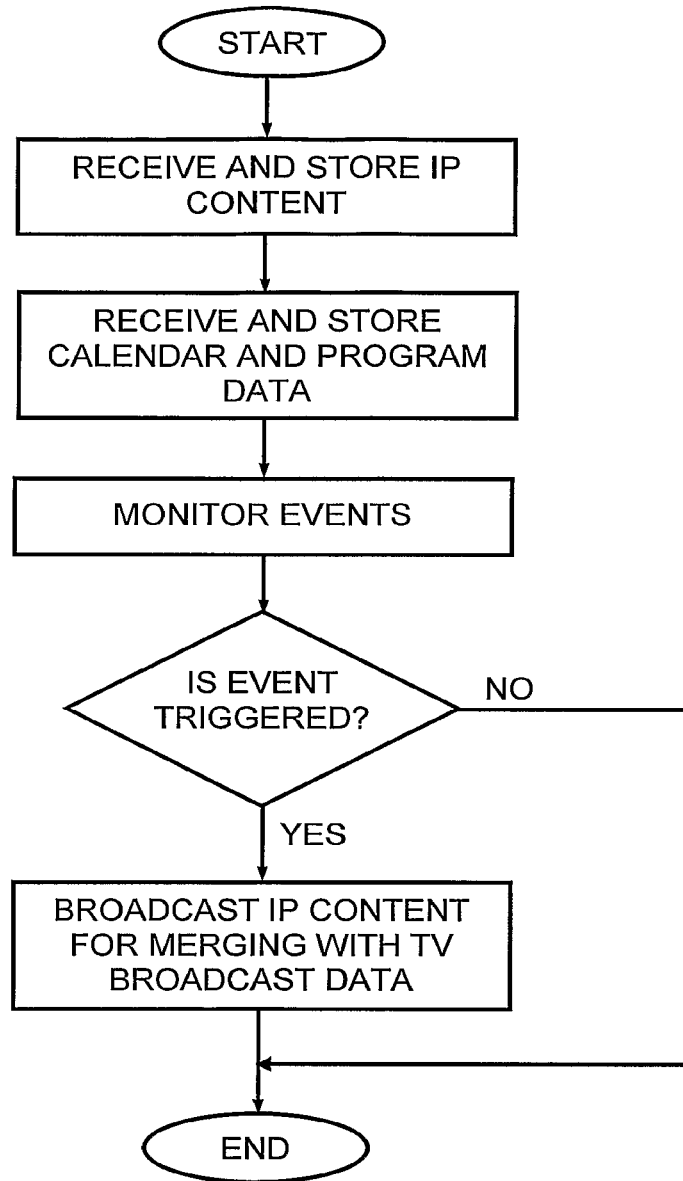 START
RECEIVE AND STORE IP
CONTENT
RECEIVE AND STORE
CALENDAR AND PROGRAM
DATA
MONITOR EVENTS
IS EVENT
TRIGGERED?
NO
YES
BROADCAST IP CONTENT
FOR MERGING WITH TV
BROADCAST DATA
END